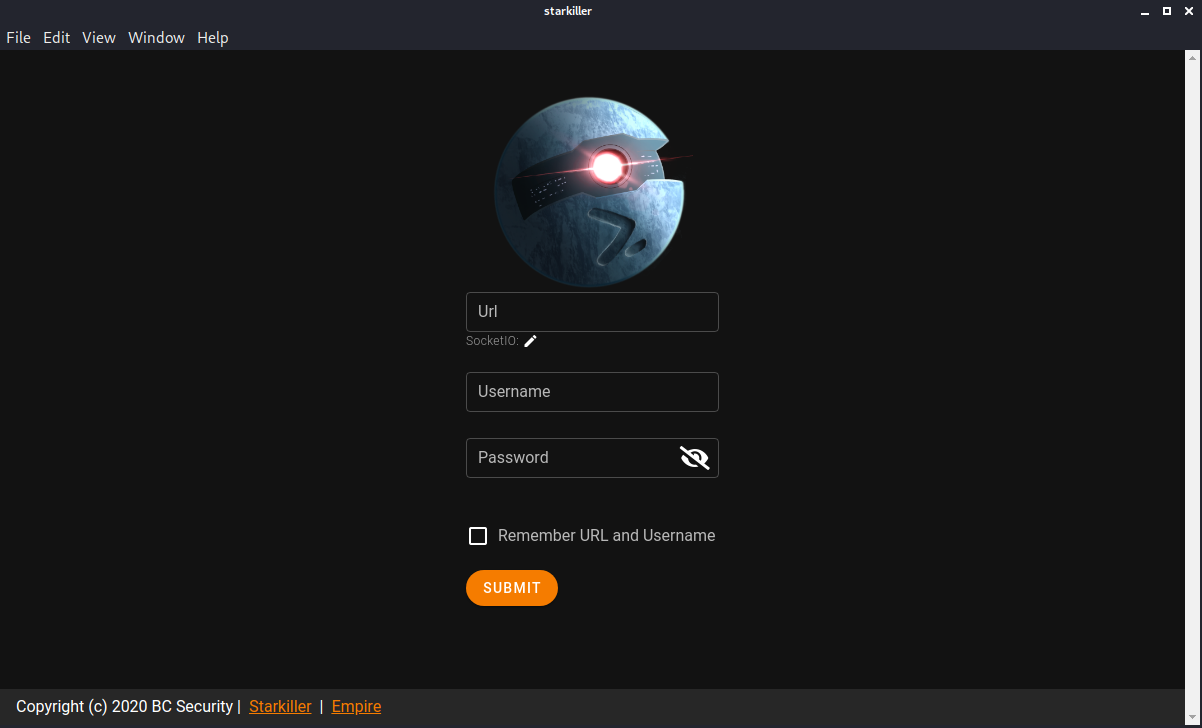 starkiller
File Edit View Window Help
Url
SocketIO:
Username
Password
Remember URL and Username
SUBMIT
Copyright (c) 2020 BC Security | Starkiller | Empire